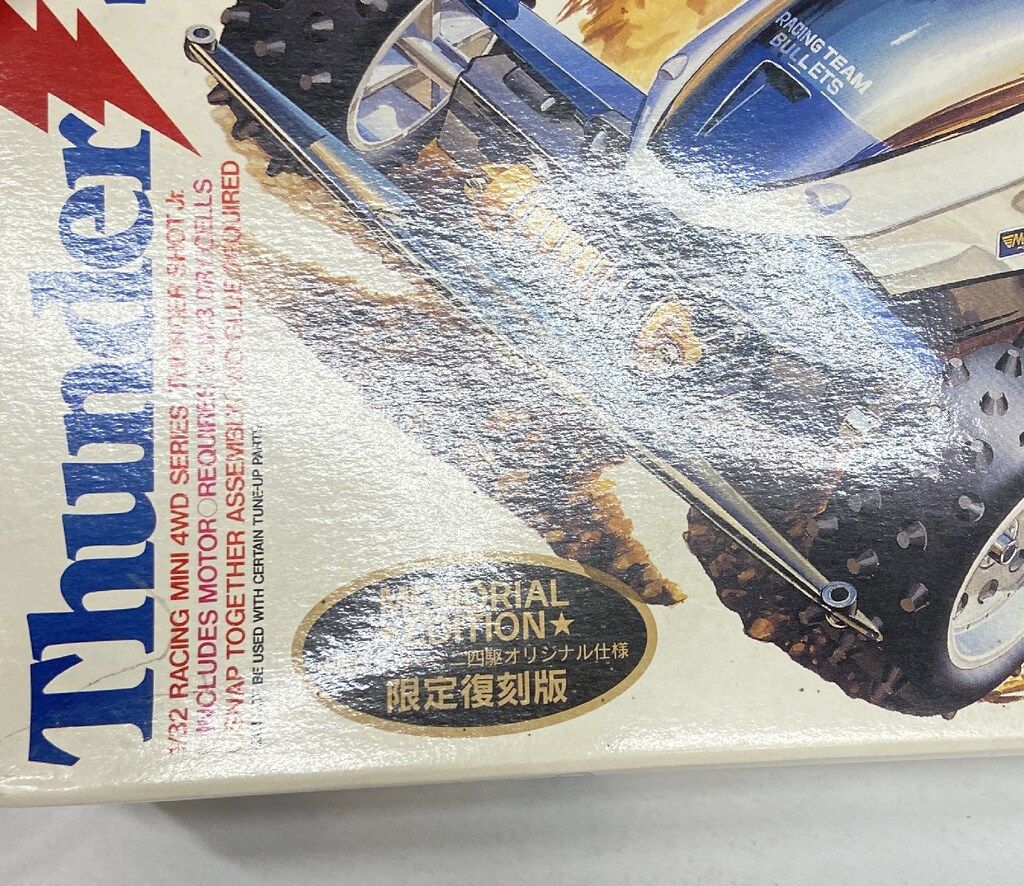 Thunder
1/32 RACING MINI 4WD SERIES THUNDER SHOT Jr.
INCLUDES MOTOR REQUIRES R03 DRY CELLS
SNAP TOGETHER ASSEMBLY NO GLUE REQUIRED
BE USED WITH CERTAIN TUNE-UP PARTS
RACING TEAM
BULLETS
MEMORIAL
EDITION★
二四駆オリジナル仕様
限定復刻版